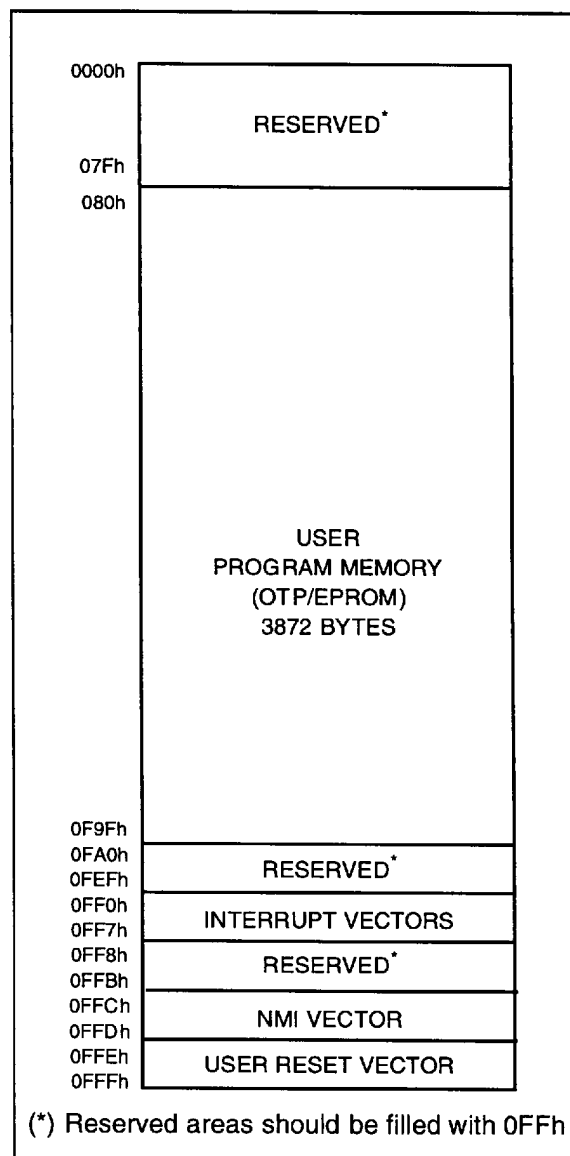 0000h
RESERVED*
07Fh
080h
USER
PROGRAM MEMORY
(OTP/EPROM)
3872 BYTES
0F9Fh
0FA0h
RESERVED*
0FEFh
0FF0h
INTERRUPT VECTORS
0FF7h
0FF8h
RESERVED*
0FFBh
0FFCh
NMI VECTOR
0FFDh
0FFEh
USER RESET VECTOR
0FFFh
(*) Reserved areas should be filled with 0FFh